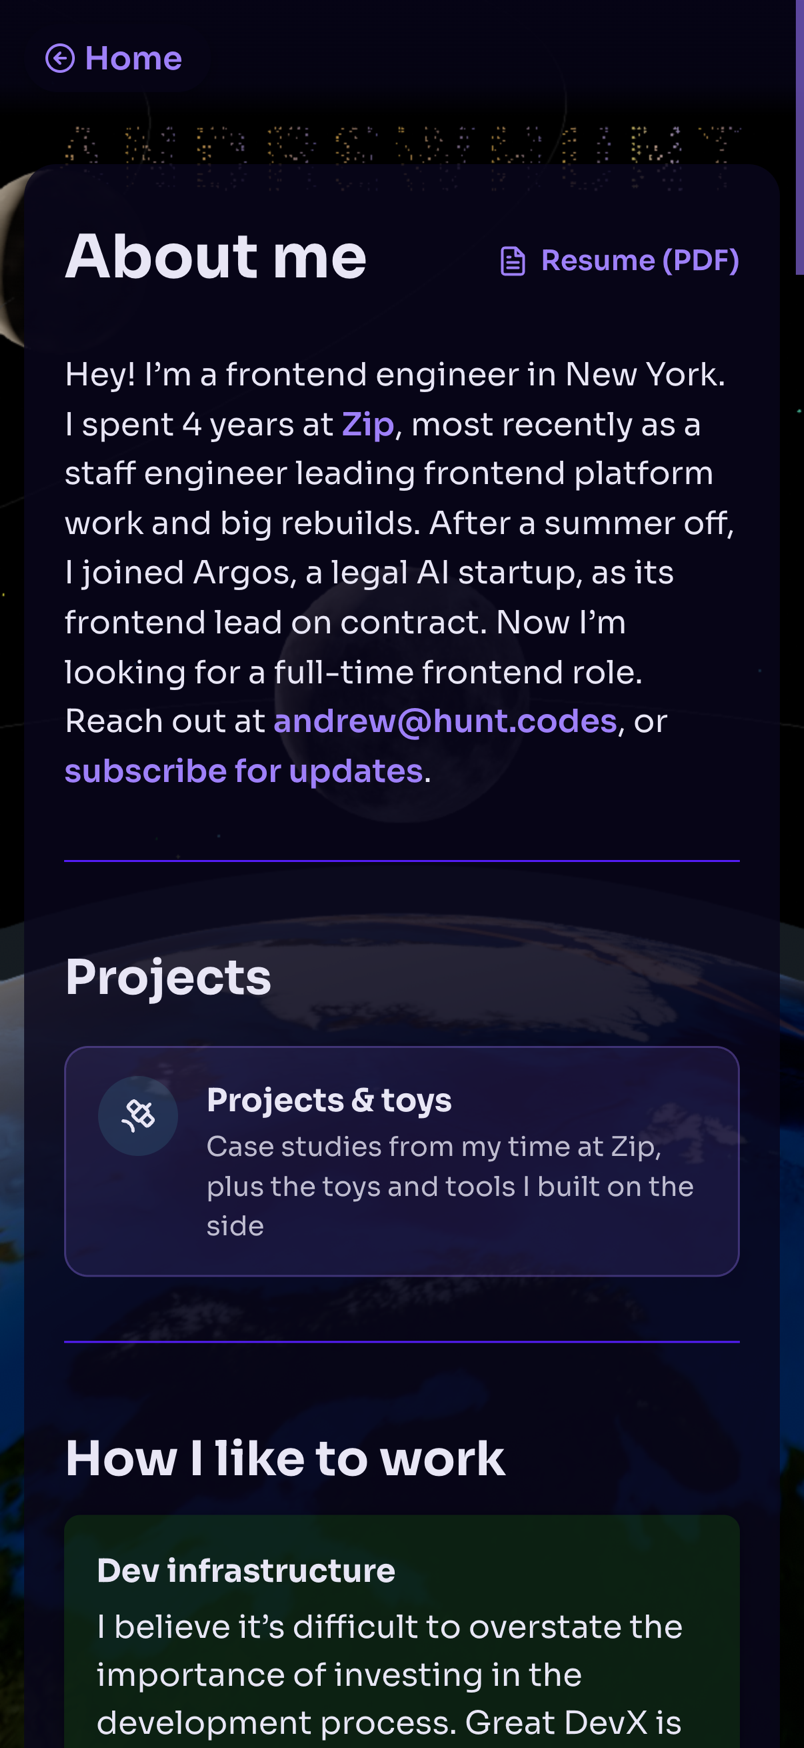 Home
ANDREW HUNT
About me
Resume (PDF)
Hey! I’m a frontend engineer in New York.
I spent 4 years at Zip, most recently as a
staff engineer leading frontend platform
work and big rebuilds. After a summer off,
I joined Argos, a legal AI startup, as its
frontend lead on contract. Now I’m
looking for a full-time frontend role.
Reach out at andrew@hunt.codes, or
subscribe for updates.
Projects
Projects & toys
Case studies from my time at Zip,
plus the toys and tools I built on the
side
How I like to work
Dev infrastructure
I believe it’s difficult to overstate the
importance of investing in the
development process. Great DevX is